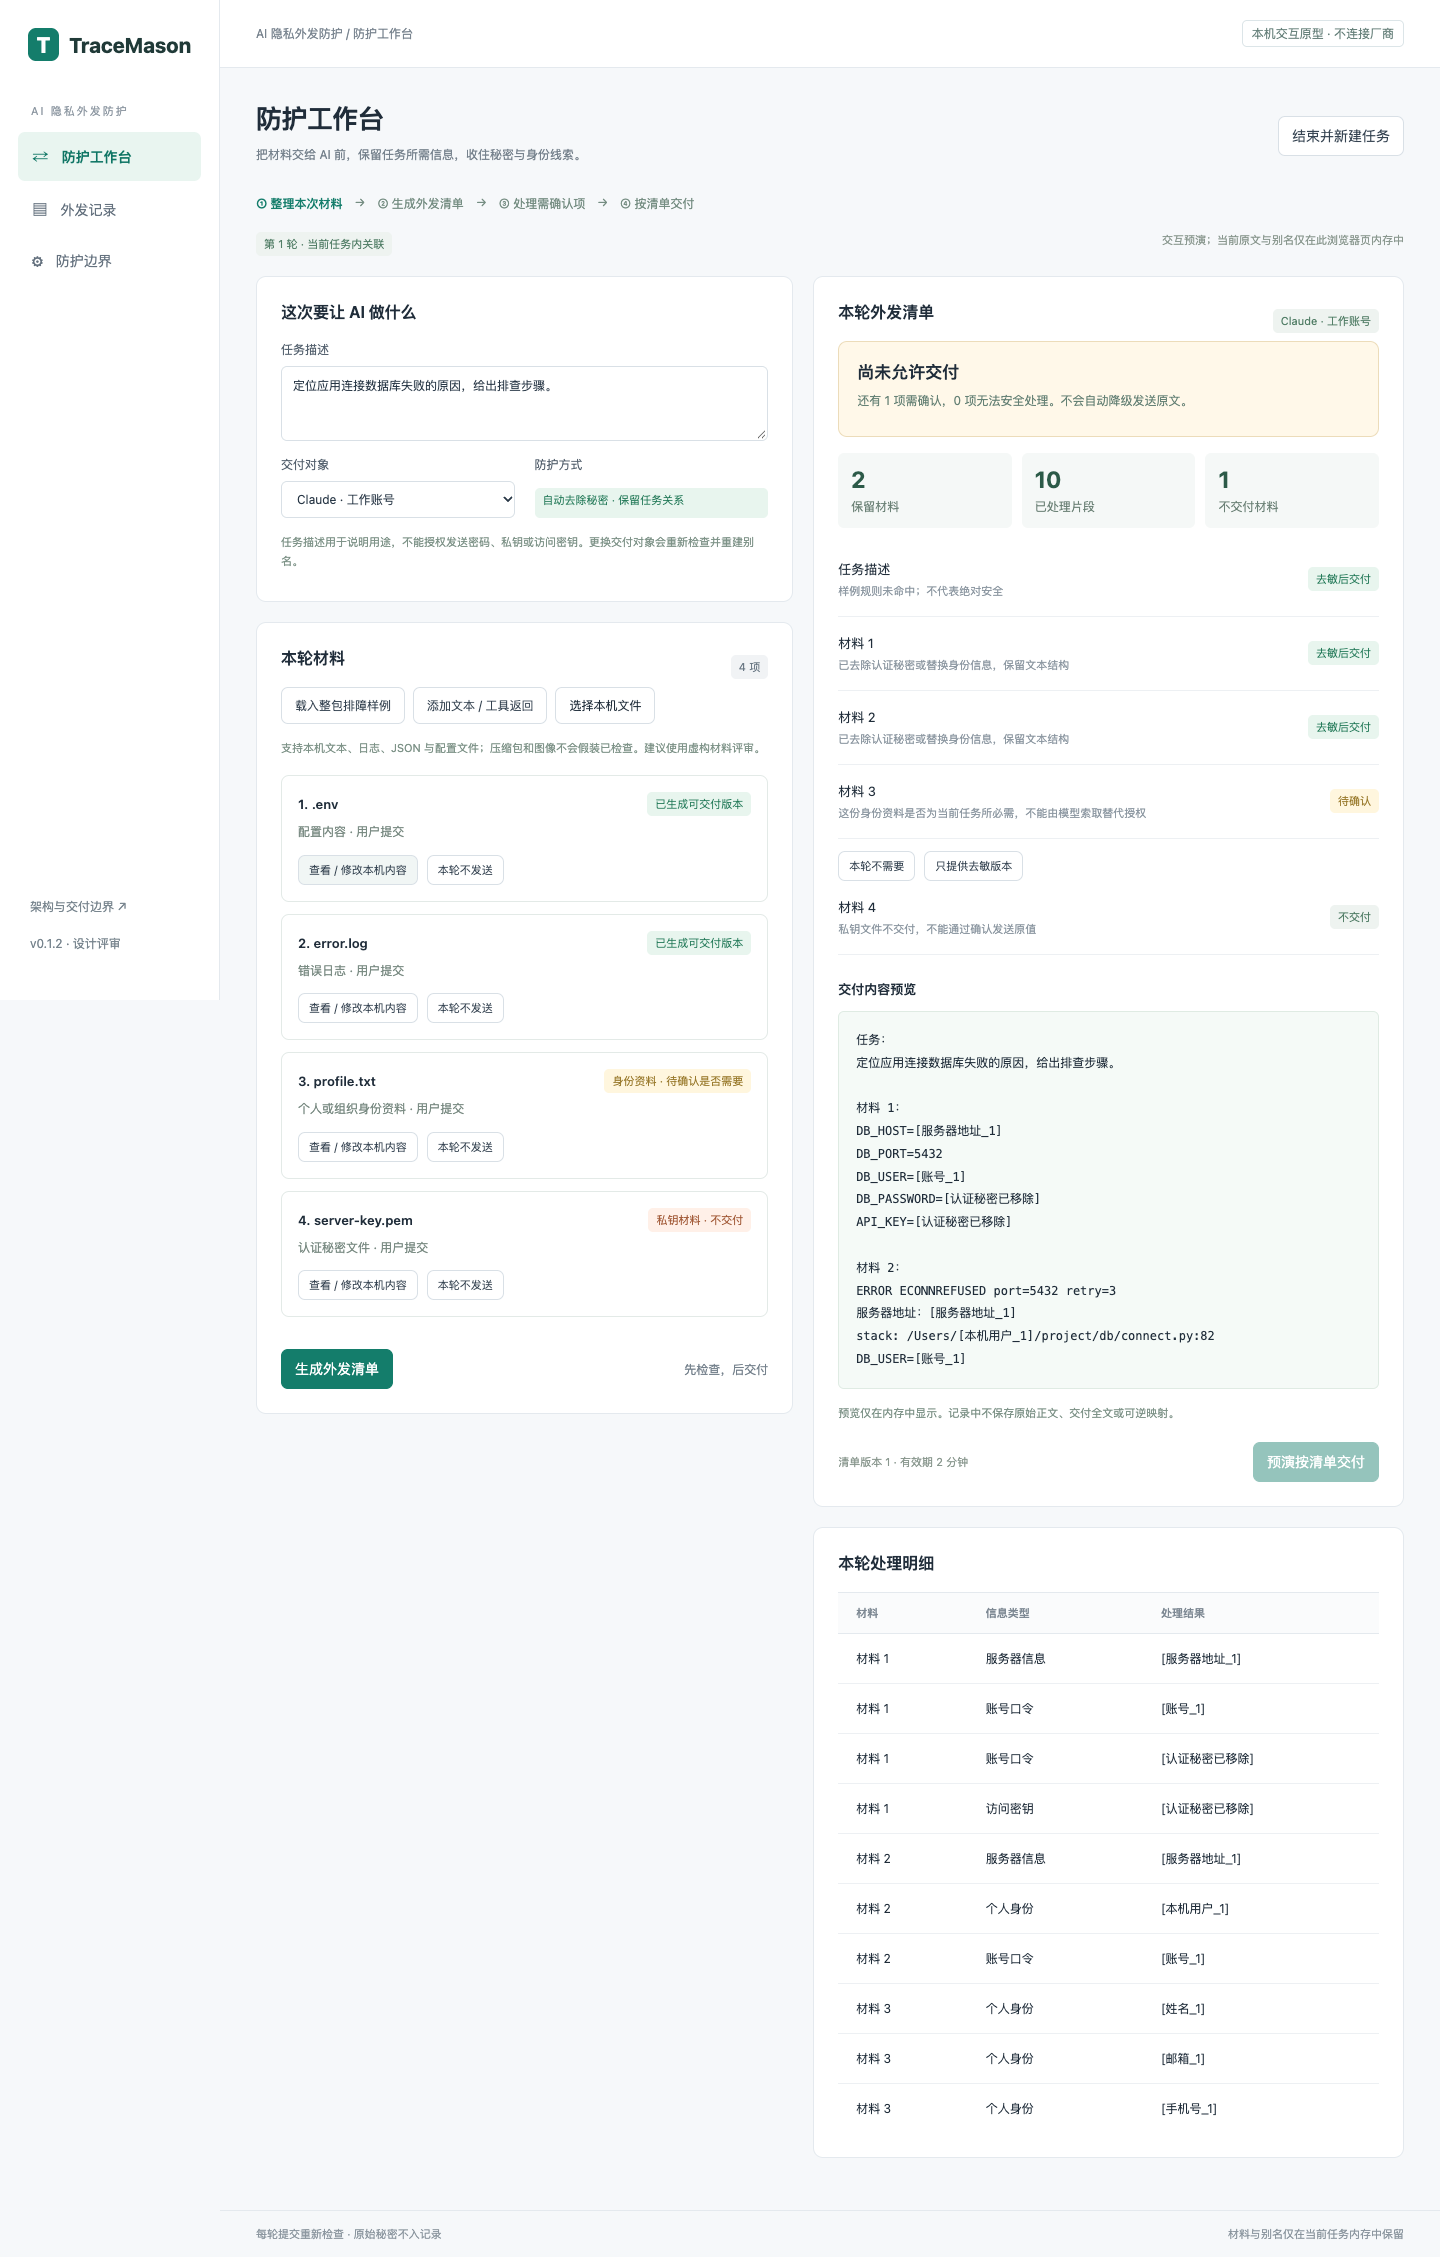 T TraceMason
AI 隐私外发防护
防护工作台
外发记录
防护边界
架构与交付边界 ↗
v0.1.2 · 设计评审
AI 隐私外发防护 / 防护工作台
本机交互原型 · 不连接厂商
防护工作台
把材料交给 AI 前，保留任务所需信息，收住秘密与身份线索。
结束并新建任务
① 整理本次材料 → ② 生成外发清单 → ③ 处理需确认项 → ④ 按清单交付
第 1 轮 · 当前任务内关联
交互预演；当前原文与别名仅在此浏览器页内存中
这次要让 AI 做什么
任务描述
定位应用连接数据库失败的原因，给出排查步骤。
交付对象
防护方式
Claude · 工作账号
自动去除秘密 · 保留任务关系
任务描述用于说明用途，不能授权发送密码、私钥或访问密钥。更换交付对象会重新检查并重建别
名。
本轮材料
4 项
载入整包排障样例
添加文本 / 工具返回
选择本机文件
支持本机文本、日志、JSON 与配置文件；压缩包和图像不会假装已检查。建议使用虚构材料评审。
1. .env
已生成可交付版本
配置内容 · 用户提交
查看 / 修改本机内容
本轮不发送
2. error.log
已生成可交付版本
错误日志 · 用户提交
查看 / 修改本机内容
本轮不发送
3. profile.txt
身份资料 · 待确认是否需要
个人或组织身份资料 · 用户提交
查看 / 修改本机内容
本轮不发送
4. server-key.pem
私钥材料 · 不交付
认证秘密文件 · 用户提交
查看 / 修改本机内容
本轮不发送
生成外发清单
先检查，后交付
本轮外发清单
Claude · 工作账号
尚未允许交付
还有 1 项需确认，0 项无法安全处理。不会自动降级发送原文。
2
保留材料
10
已处理片段
1
不交付材料
任务描述
样例规则未命中；不代表绝对安全
去敏后交付
材料 1
已去除认证秘密或替换身份信息，保留文本结构
去敏后交付
材料 2
已去除认证秘密或替换身份信息，保留文本结构
去敏后交付
材料 3
这份身份资料是否为当前任务所必需，不能由模型索取替代授权
待确认
本轮不需要
只提供去敏版本
材料 4
私钥文件不交付，不能通过确认发送原值
不交付
交付内容预览
任务：
定位应用连接数据库失败的原因，给出排查步骤。
材料 1：
DB_HOST=[服务器地址_1]
DB_PORT=5432
DB_USER=[账号_1]
DB_PASSWORD=[认证秘密已移除]
API_KEY=[认证秘密已移除]
材料 2：
ERROR ECONNREFUSED port=5432 retry=3
服务器地址：[服务器地址_1]
stack: /Users/[本机用户_1]/project/db/connect.py:82
DB_USER=[账号_1]
预览仅在内存中显示。记录中不保存原始正文、交付全文或可逆映射。
清单版本 1 · 有效期 2 分钟
预演按清单交付
本轮处理明细
材料 信息类型 处理结果
材料 1 服务器信息 [服务器地址_1]
材料 1 账号口令 [账号_1]
材料 1 账号口令 [认证秘密已移除]
材料 1 访问密钥 [认证秘密已移除]
材料 2 服务器信息 [服务器地址_1]
材料 2 个人身份 [本机用户_1]
材料 2 账号口令 [账号_1]
材料 3 个人身份 [姓名_1]
材料 3 个人身份 [邮箱_1]
材料 3 个人身份 [手机号_1]
每轮提交重新检查 · 原始秘密不入记录
材料与别名仅在当前任务内存中保留